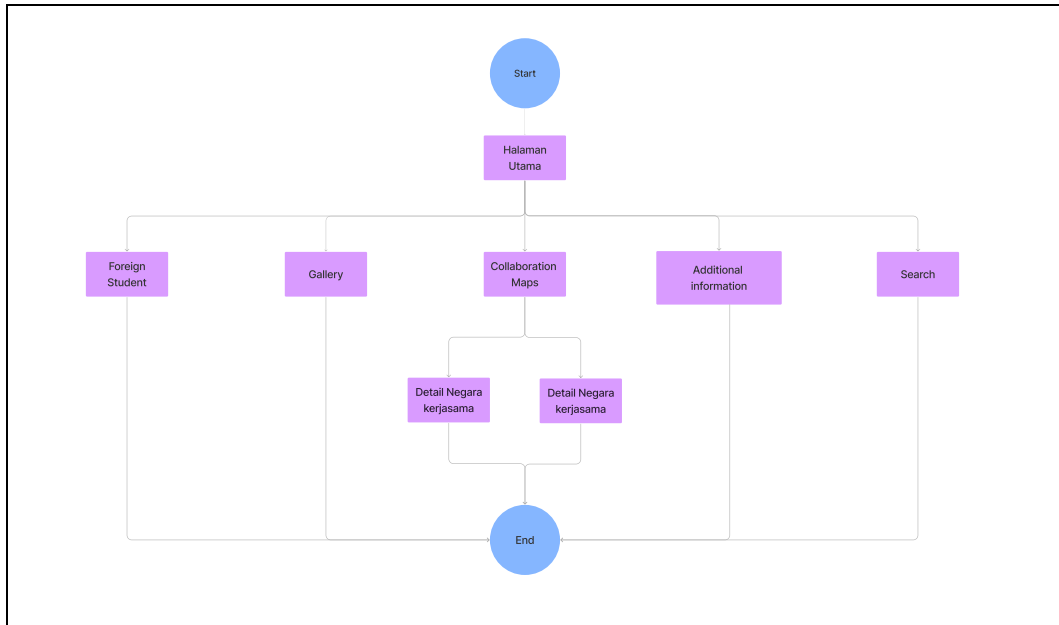 Start
Halaman
Utama
Foreign
Student
Gallery
Collaboration
Maps
Additional
information
Search
Detail Negara
kerjasama
Detail Negara
kerjasama
End